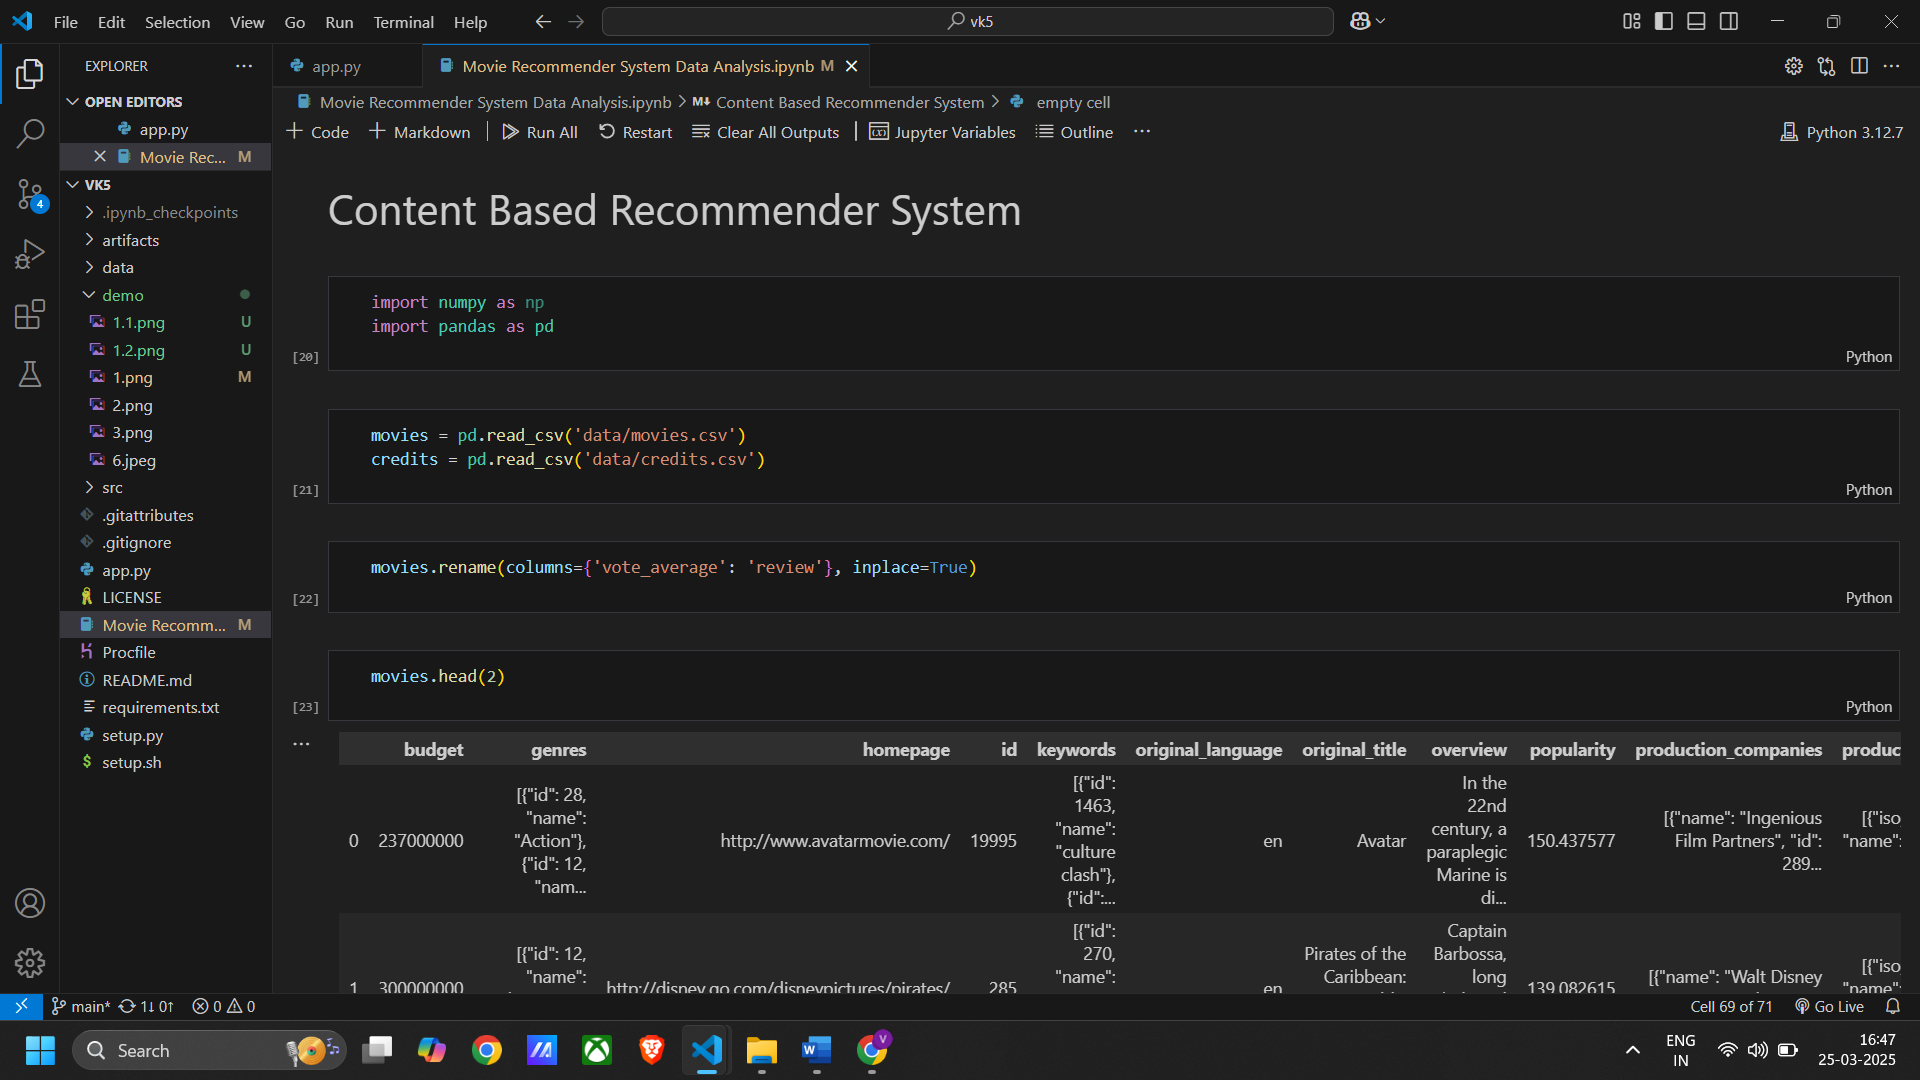 File Edit Selection View Go Run Terminal Help
vk5
EXPLORER
OPEN EDITORS
app.py
Movie Rec... M
VK5
.ipynb_checkpoints
artifacts
data
demo
1.1.png U
1.2.png U
1.png M
2.png
3.png
6.jpeg
src
.gitattributes
.gitignore
app.py
LICENSE
Movie Recomm... M
Procfile
README.md
requirements.txt
setup.py
setup.sh
4
app.py
Movie Recommender System Data Analysis.ipynb M
Movie Recommender System Data Analysis.ipynb > M↓ Content Based Recommender System > empty cell
+ Code + Markdown | Run All Restart Clear All Outputs | Jupyter Variables Outline ...
Python 3.12.7
Content Based Recommender System
import numpy as np
import pandas as pd
[20]
Python
movies = pd.read_csv('data/movies.csv')
credits = pd.read_csv('data/credits.csv')
[21]
Python
movies.rename(columns={'vote_average': 'review'}, inplace=True)
[22]
Python
movies.head(2)
[23]
Python
budget genres homepage id keywords original_language original_title overview popularity production_companies produc
0 237000000 [{"id": 28, "name": "Action"}, {"id": 12, "nam... http://www.avatarmovie.com/ 19995 [{"id": 1463, "name": "culture clash"}, {"id":... en Avatar In the 22nd century, a paraplegic Marine is di... 150.437577 [{"name": "Ingenious Film Partners", "id": 289... [{"iso "name":
1 300000000 [{"id": 12, "name": http://disney.go.com/disneypictures/pirates/ 285 [{"id": 270, "name": en Pirates of the Caribbean: Captain Barbossa, long 139.082615 [{"name": "Walt Disney [{"iso "name":
main* 1↓ 0↑ 0 0
Cell 69 of 71 Go Live
Search
V
ENG
IN
16:47
25-03-2025